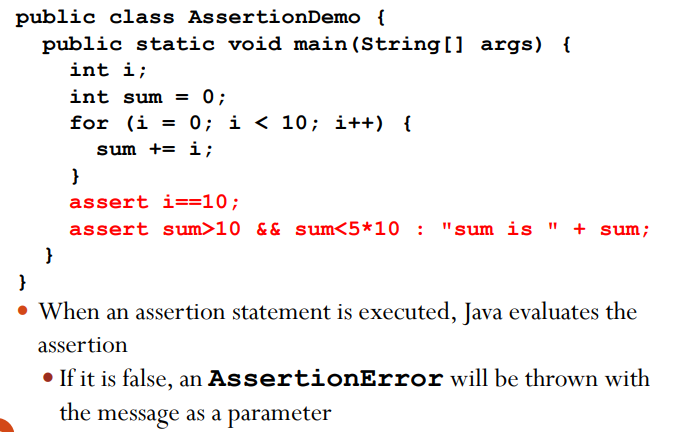 public class AssertionDemo {
public static void main(String[] args) {
int i;
int sum = 0;
for (i = 0; i < 10; i++) {
sum += i;
}
assert i==10;
assert sum>10 && sum<5*10 : "sum is " + sum;
}
}
• When an assertion statement is executed, Java evaluates the
assertion
• If it is false, an AssertionError will be thrown with
the message as a parameter